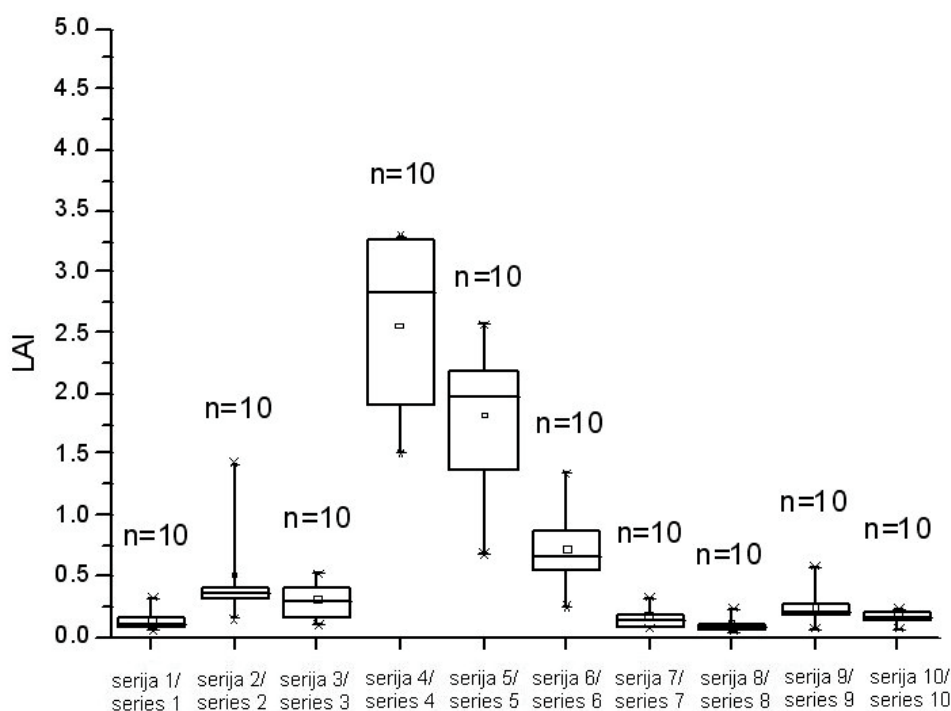 5.0
4.5
4.0
3.5
3.0
2.5
2.0
1.5
1.0
0.5
0.0
LAI
n=10
n=10
n=10
n=10
n=10
n=10
n=10
n=10
n=10
n=10
serija 1/
series 1
serija 2/
series 2
serija 3/
series 3
serija 4/
series 4
serija 5/
series 5
serija 6/
series 6
serija 7/
series 7
serija 8/
series 8
serija 9/
series 9
serija 10/
series 10